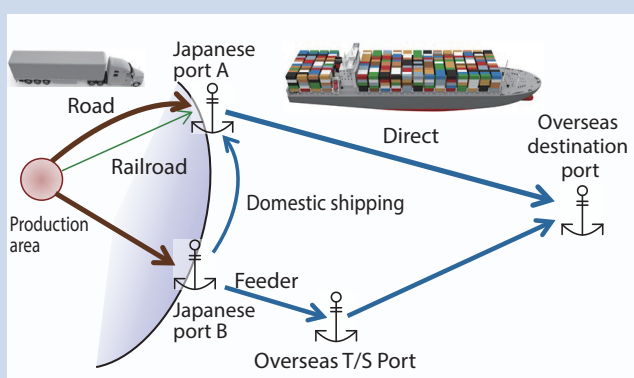 Japanese
port A
Road
Direct
Overseas
destination
port
Railroad
Domestic shipping
Production
area
Feeder
Japanese
port B
Overseas T/S Port